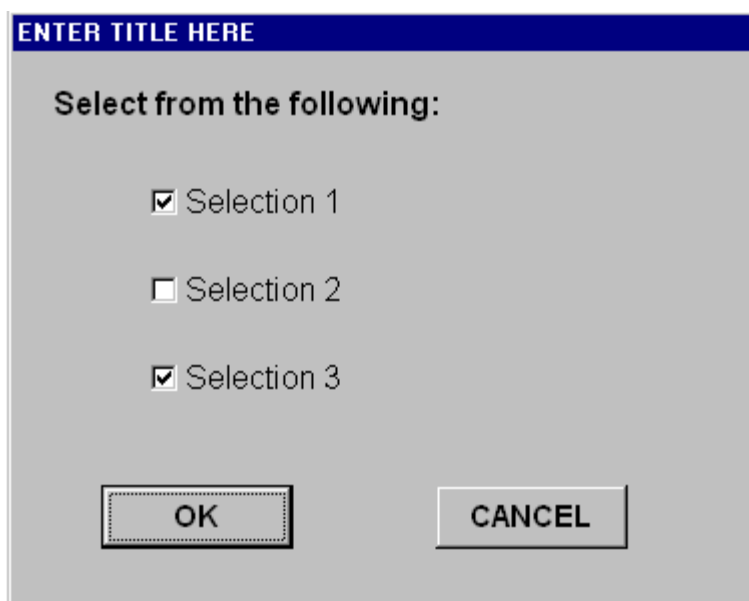 ENTER TITLE HERE
Select from the following:
Selection 1
Selection 2
Selection 3
OK CANCEL